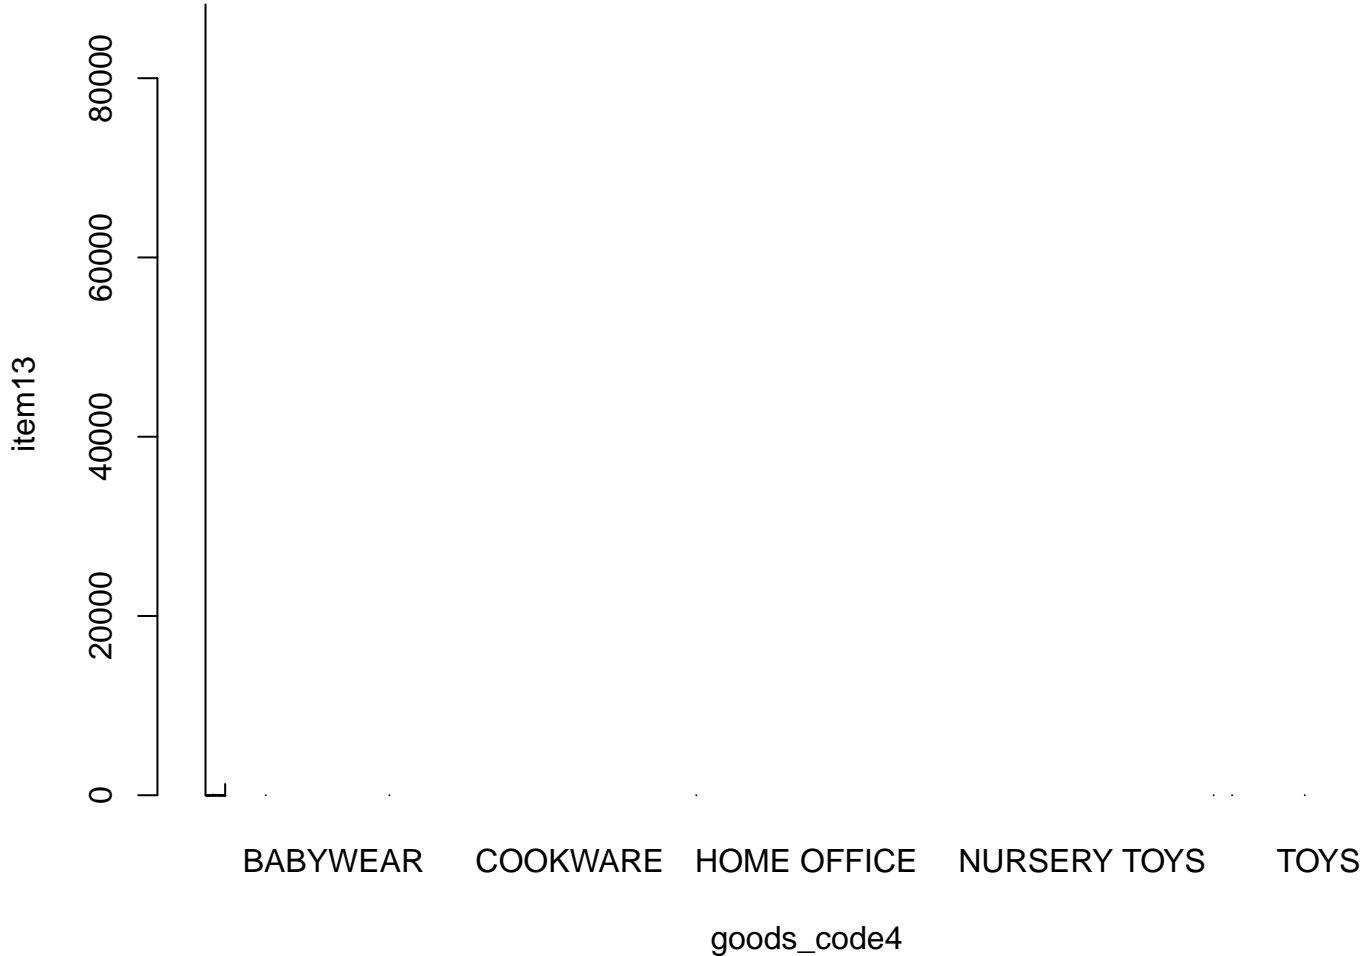 80000
60000
40000
20000
0
item13
BABYWEAR COOKWARE HOME OFFICE NURSERY TOYS TOYS
goods_code4